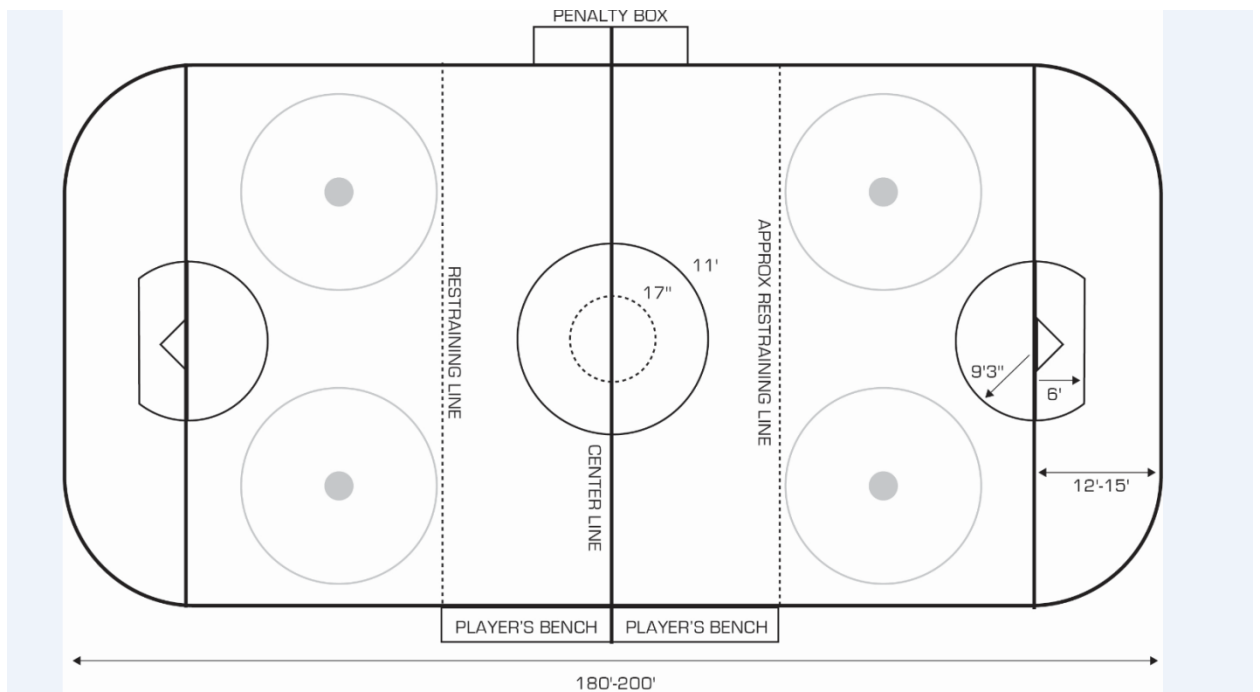 PENALTY BOX
RESTRAINING LINE
11'
17"
CENTER LINE
APPROX RESTRAINING LINE
9'3"
6'
12'-15'
PLAYER'S BENCH
PLAYER'S BENCH
180'-200'